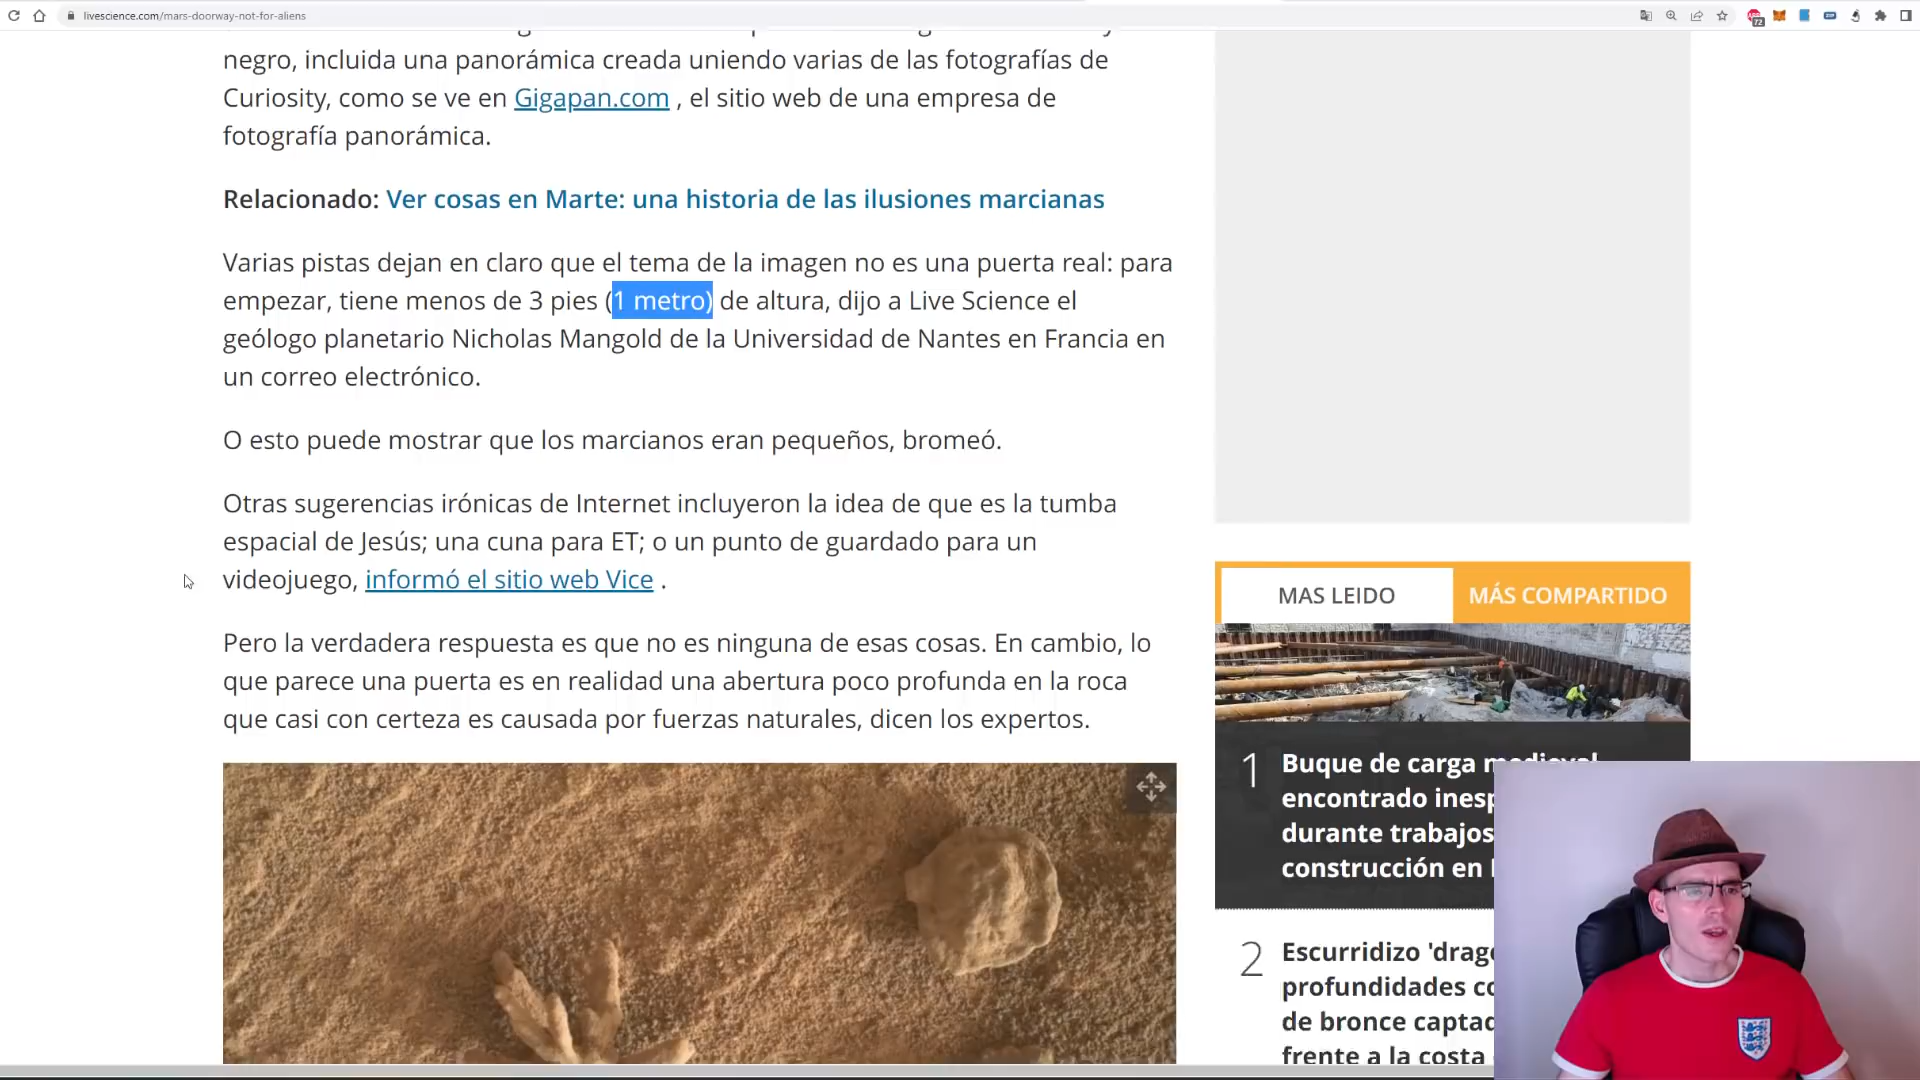 livescience.com/mars-doorway-not-for-aliens
72
negro, incluida una panorámica creada uniendo varias de las fotografías de
Curiosity, como se ve en Gigapan.com , el sitio web de una empresa de
fotografía panorámica.
Relacionado: Ver cosas en Marte: una historia de las ilusiones marcianas
Varias pistas dejan en claro que el tema de la imagen no es una puerta real: para
empezar, tiene menos de 3 pies (1 metro) de altura, dijo a Live Science el
geólogo planetario Nicholas Mangold de la Universidad de Nantes en Francia en
un correo electrónico.
O esto puede mostrar que los marcianos eran pequeños, bromeó.
Otras sugerencias irónicas de Internet incluyeron la idea de que es la tumba
espacial de Jesús; una cuna para ET; o un punto de guardado para un
videojuego, informó el sitio web Vice .
Pero la verdadera respuesta es que no es ninguna de esas cosas. En cambio, lo
que parece una puerta es en realidad una abertura poco profunda en la roca
que casi con certeza es causada por fuerzas naturales, dicen los expertos.
MAS LEIDO
MÁS COMPARTIDO
1
Buque de carga medieval
encontrado inesp
durante trabajos
construcción en
2
Escurridizo 'drag
profundidades co
de bronce captad
frente a la costa